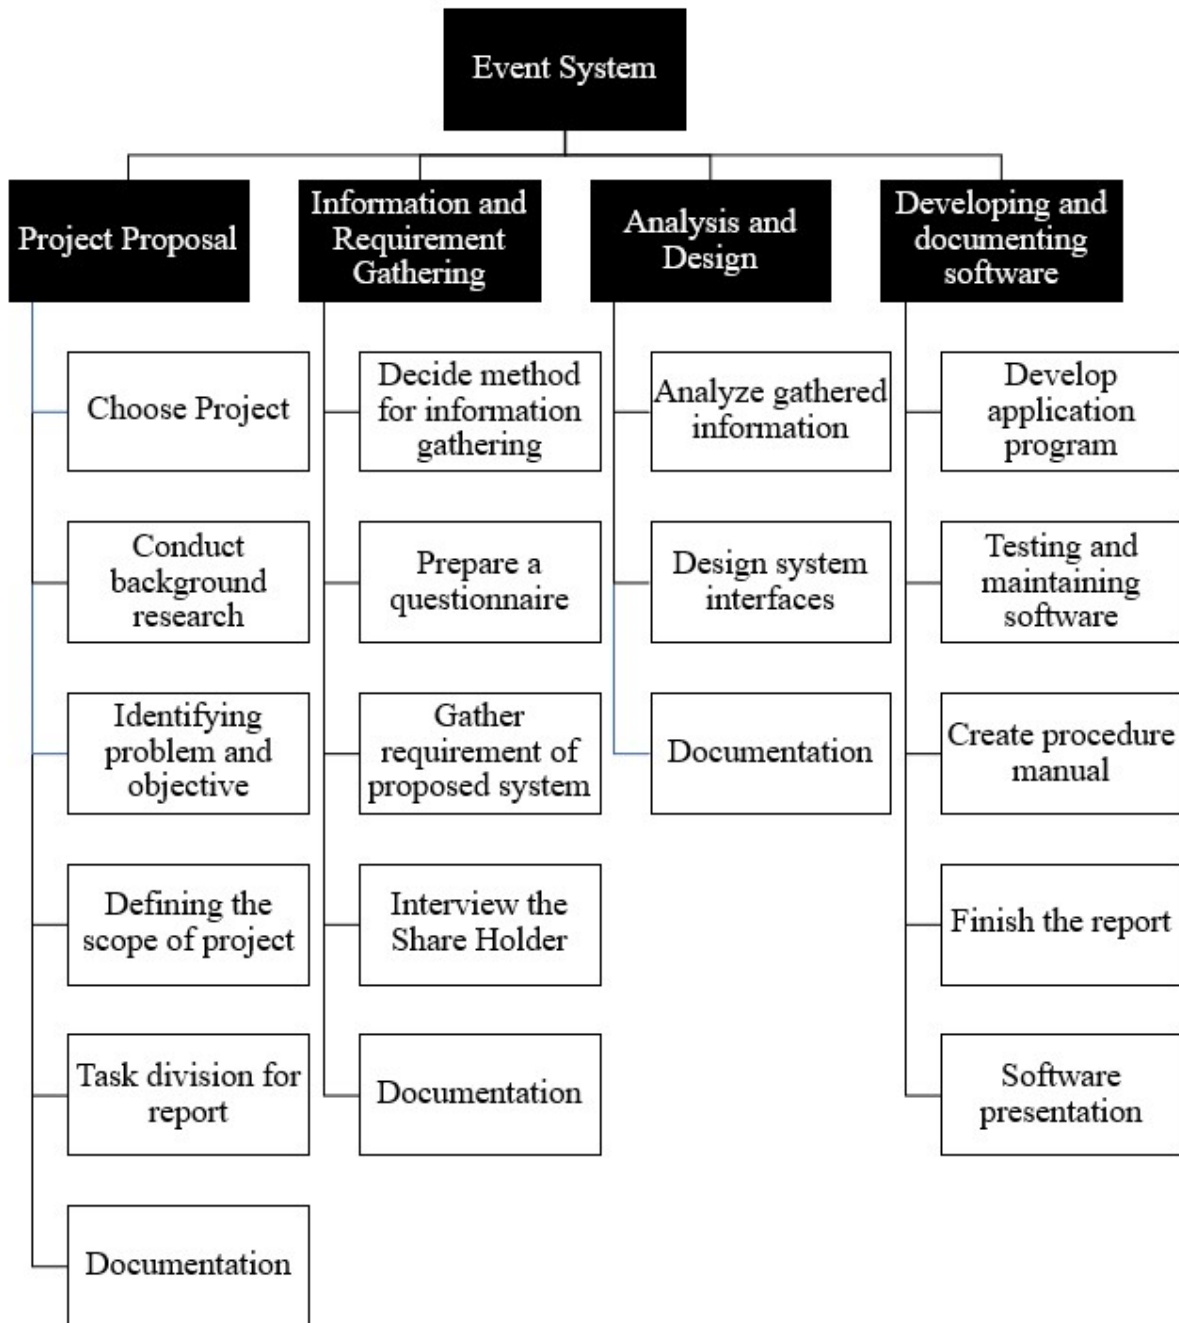 Event System
Project Proposal
Information and
Requirement
Gathering
Analysis and
Design
Developing and
documenting
software
Choose Project
Conduct
background
research
Identifying
problem and
objective
Defining the
scope of project
Task division for
report
Documentation
Decide method
for information
gathering
Prepare a
questionnaire
Gather
requirement of
proposed system
Interview the
Share Holder
Documentation
Analyze gathered
information
Design system
interfaces
Documentation
Develop
application
program
Testing and
maintaining
software
Create procedure
manual
Finish the report
Software
presentation